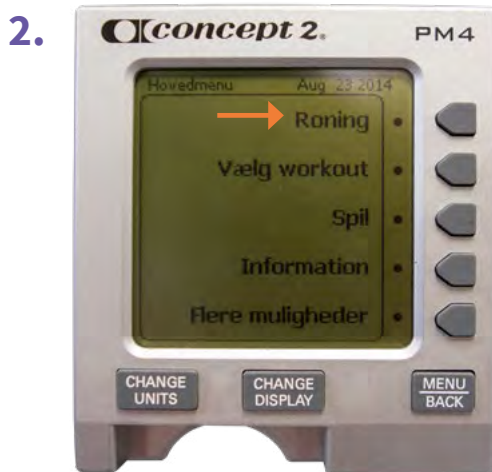 2.
concept 2.
PM4
Hovedmenu Aug 23 2014
Roning
Vælg workout
Spil
Information
Flere muligheder
CHANGE UNITS
CHANGE DISPLAY
MENU
BACK